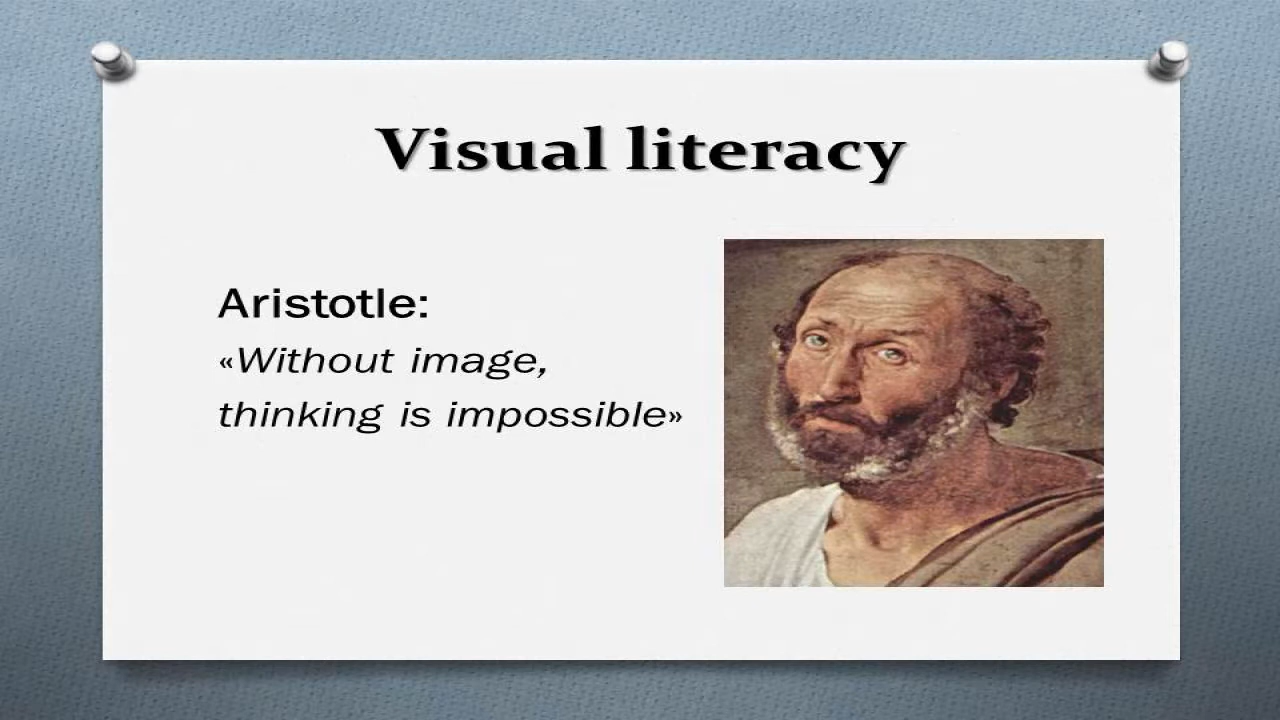 Visual literacy
Aristotle:
«Without image,
thinking is impossible»